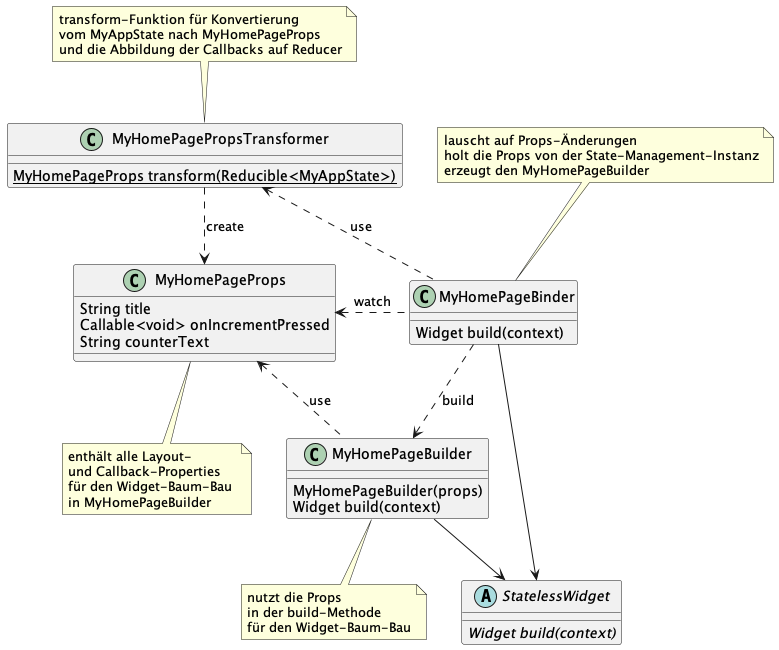 transform-Funktion für Konvertierung
vom MyAppState nach MyHomePageProps
und die Abbildung der Callbacks auf Reducer
C MyHomePagePropsTransformer
MyHomePageProps transform(Reducible<MyAppState>)
lauscht auf Props-Änderungen
holt die Props von der State-Management-Instanz
erzeugt den MyHomePageBuilder
create
use
C MyHomePageProps
String title
Callable<void> onIncrementPressed
String counterText
watch
C MyHomePageBinder
Widget build(context)
use
build
enthält alle Layout-
und Callback-Properties
für den Widget-Baum-Bau
in MyHomePageBuilder
C MyHomePageBuilder
MyHomePageBuilder(props)
Widget build(context)
nutzt die Props
in der build-Methode
für den Widget-Baum-Bau
A StatelessWidget
Widget build(context)